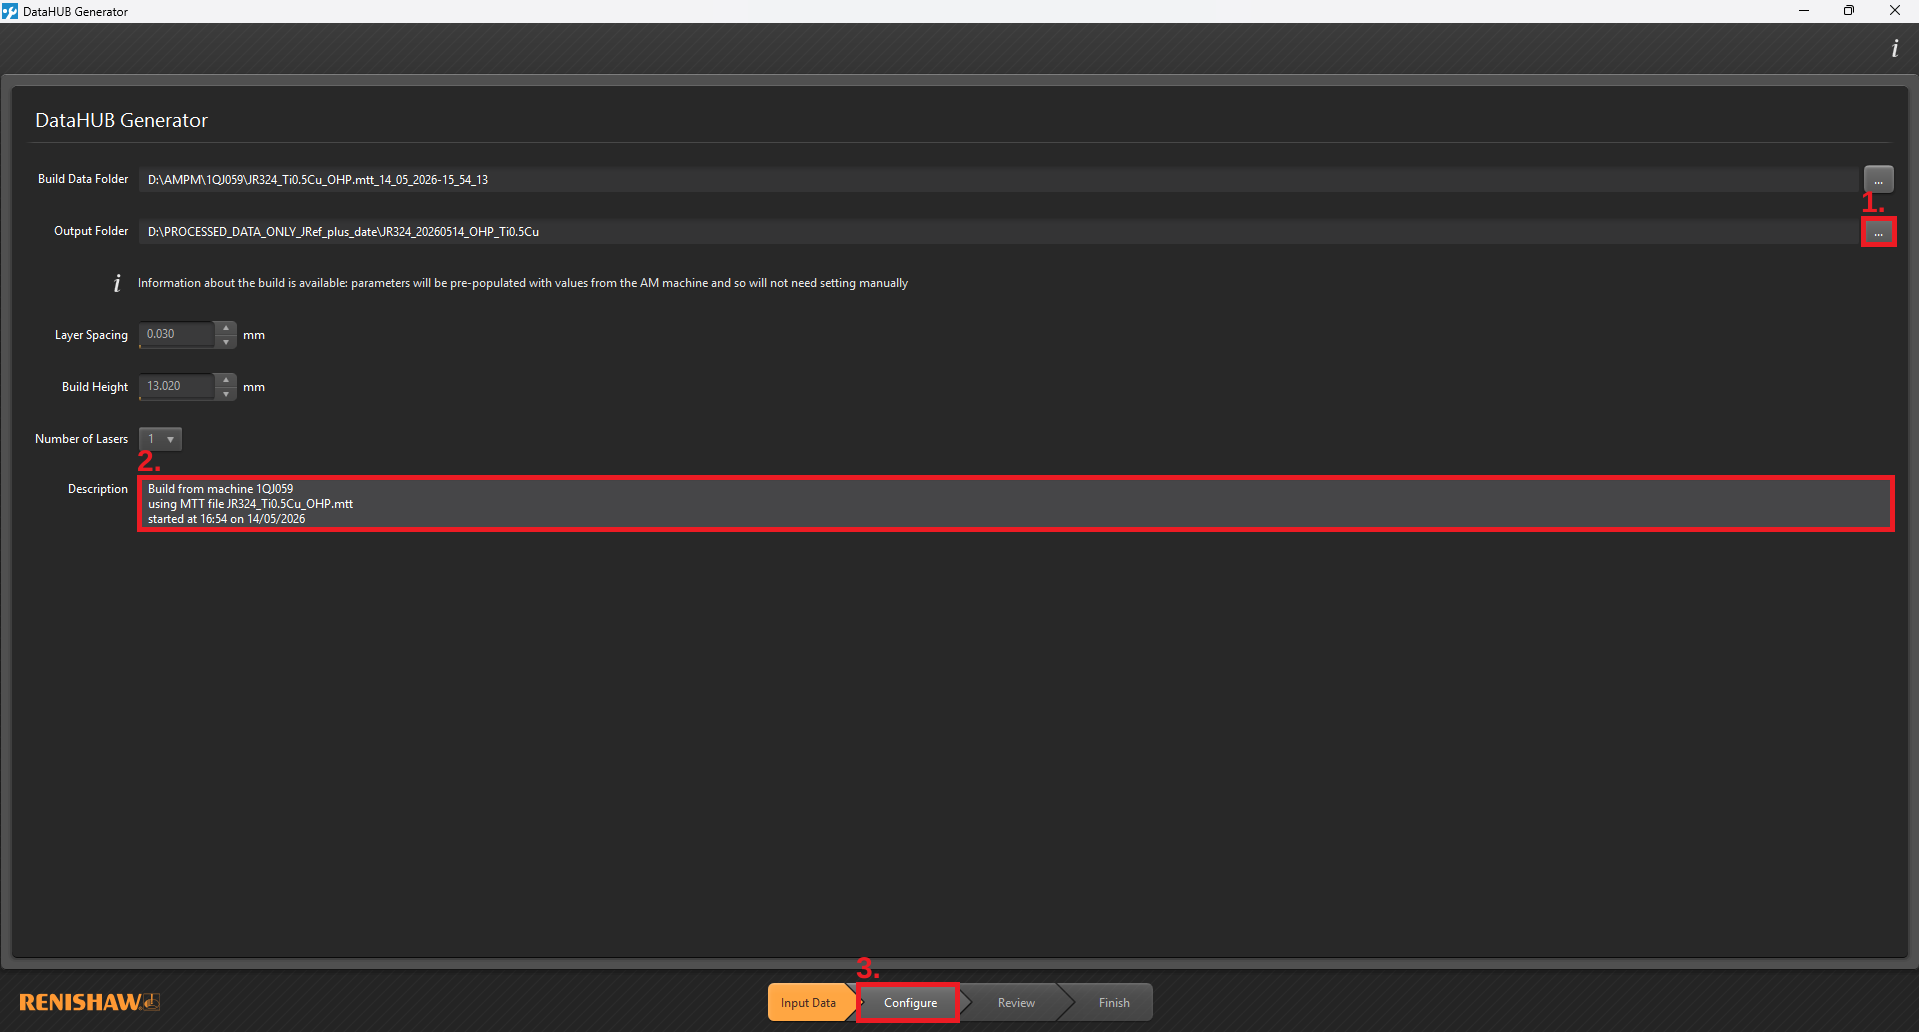 DataHUB Generator
i
DataHUB Generator
Build Data Folder D:\AMPM\1QJ059\JR324_Ti0.5Cu_OHP.mtt_14_05_2026-15_54_13 ...
1.
Output Folder D:\PROCESSED_DATA_ONLY_JRef_plus_date\JR324_20260514_OHP_Ti0.5Cu ...
i Information about the build is available: parameters will be pre-populated with values from the AM machine and so will not need setting manually
Layer Spacing 0.030 mm
Build Height 13.020 mm
Number of Lasers 1
2.
Description Build from machine 1QJ059
using MTT file JR324_Ti0.5Cu_OHP.mtt
started at 16:54 on 14/05/2026
3.
RENISHAW Input Data Configure Review Finish